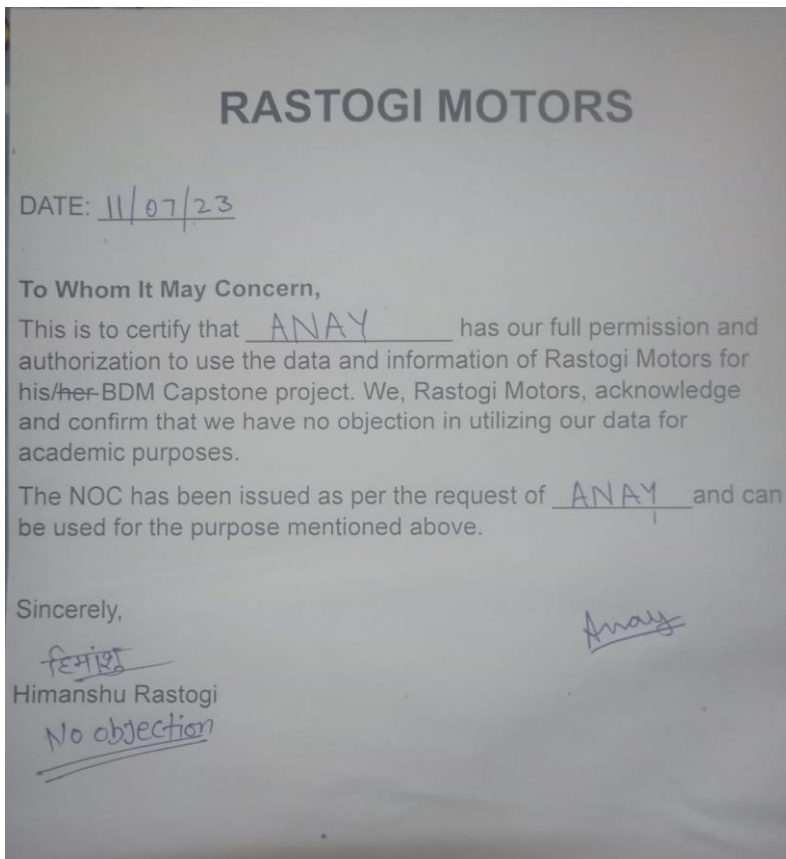 RASTOGI MOTORS
DATE: 11/07/23
To Whom It May Concern,
This is to certify that ANAY has our full permission and
authorization to use the data and information of Rastogi Motors for
his/her BDM Capstone project. We, Rastogi Motors, acknowledge
and confirm that we have no objection in utilizing our data for
academic purposes.
The NOC has been issued as per the request of ANAY and can
be used for the purpose mentioned above.
Sincerely,
Anay
हिमांशु
Himanshu Rastogi
No objection